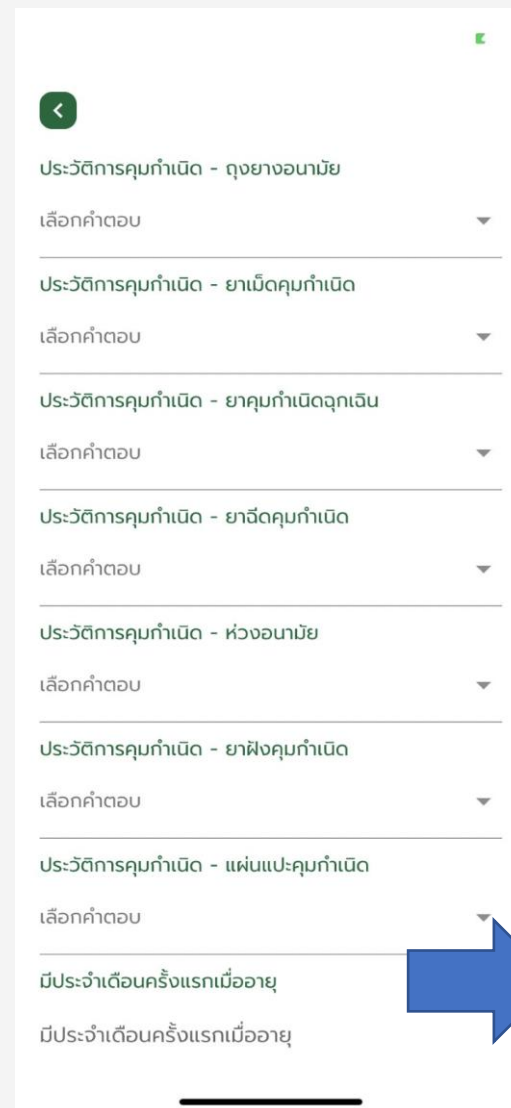 ประวัติการคุมกำเนิด - ถุงยางอนามัย
เลือกคำตอบ
ประวัติการคุมกำเนิด - ยาเม็ดคุมกำเนิด
เลือกคำตอบ
ประวัติการคุมกำเนิด - ยาคุมกำเนิดฉุกเฉิน
เลือกคำตอบ
ประวัติการคุมกำเนิด - ยาฉีดคุมกำเนิด
เลือกคำตอบ
ประวัติการคุมกำเนิด - ห่วงอนามัย
เลือกคำตอบ
ประวัติการคุมกำเนิด - ยาฝังคุมกำเนิด
เลือกคำตอบ
ประวัติการคุมกำเนิด - แผ่นแปะคุมกำเนิด
เลือกคำตอบ
มีประจำเดือนครั้งแรกเมื่ออายุ
มีประจำเดือนครั้งแรกเมื่ออายุ